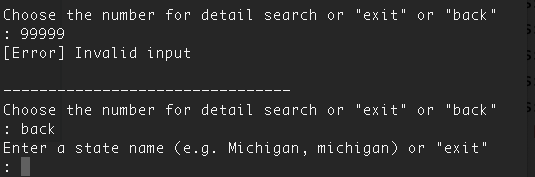 Choose the number for detail search or "exit" or "back"
: 99999
[Error] Invalid input
--------------------------------
Choose the number for detail search or "exit" or "back"
: back
Enter a state name (e.g. Michigan, michigan) or "exit"
: